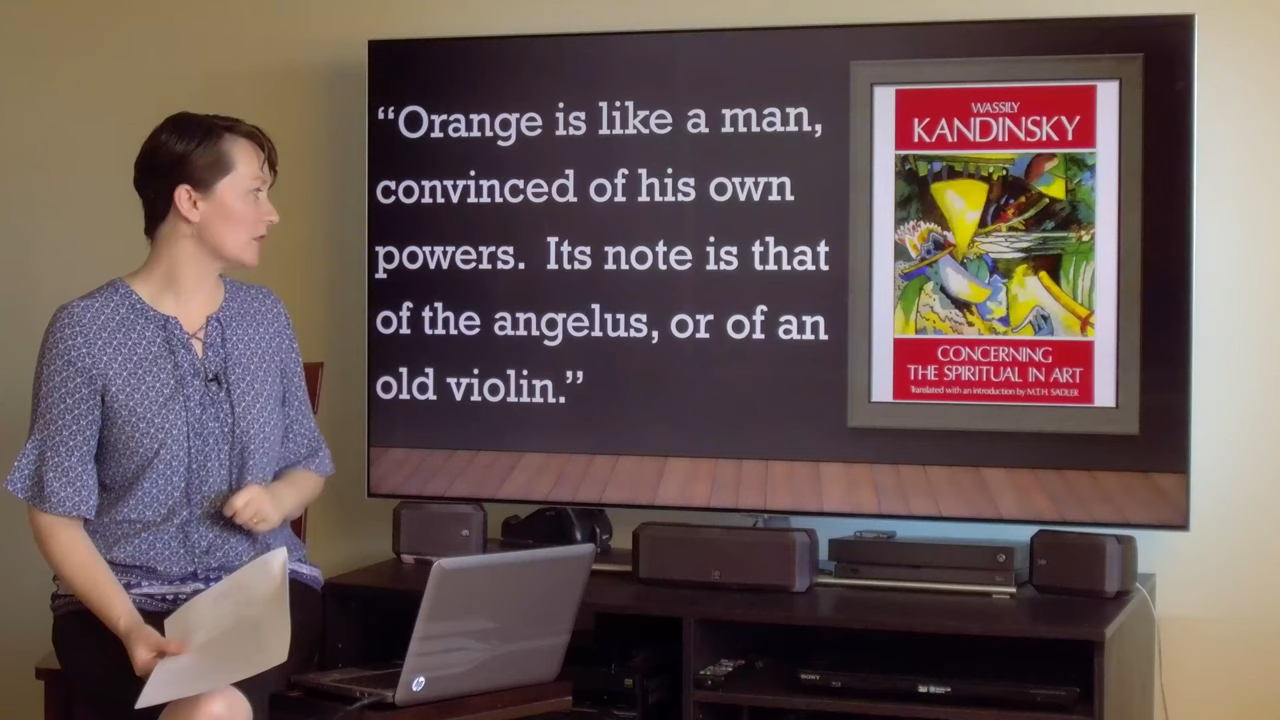 “Orange is like a man,
convinced of his own
powers. Its note is that
of the angelus, or of an
old violin.”
WASSILY
KANDINSKY
CONCERNING
THE SPIRITUAL IN ART
Translated with an introduction by M.T.H. SADLER
hp
SONY